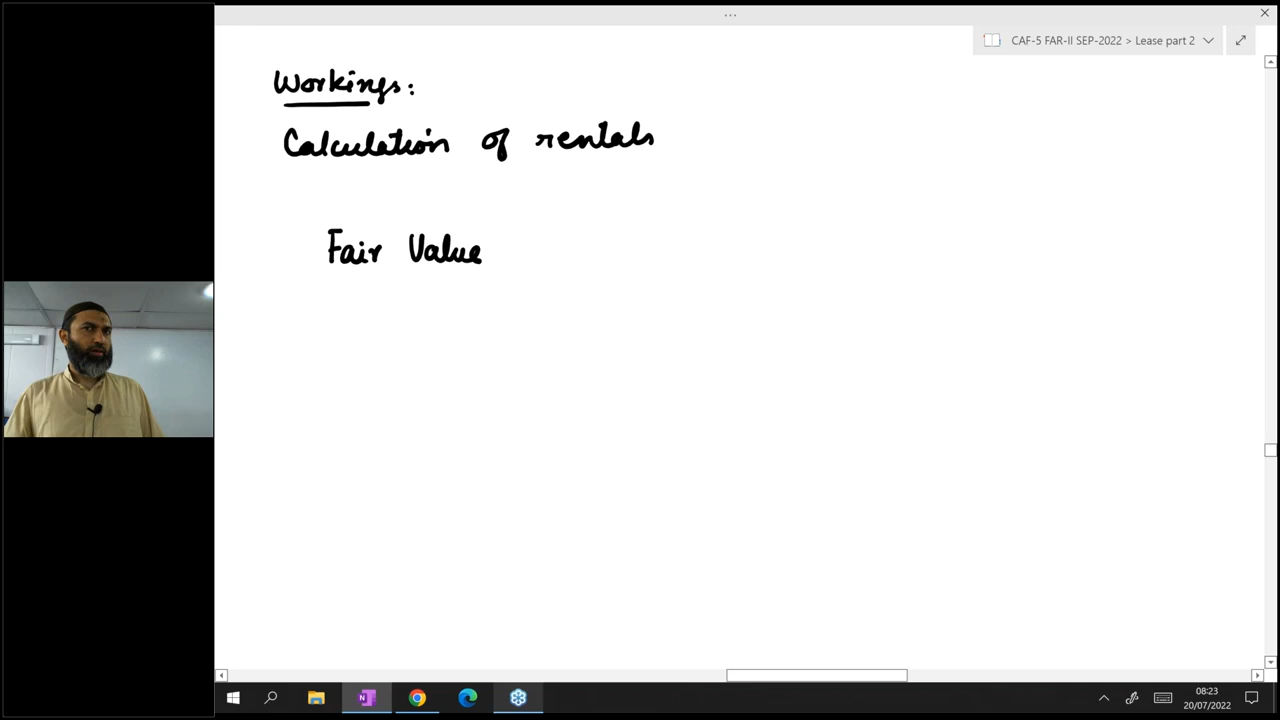 CAF-5 FAR-II SEP-2022 > Lease part 2
Workings:
Calculation of rentals
Fair Value
08:23
20/07/2022